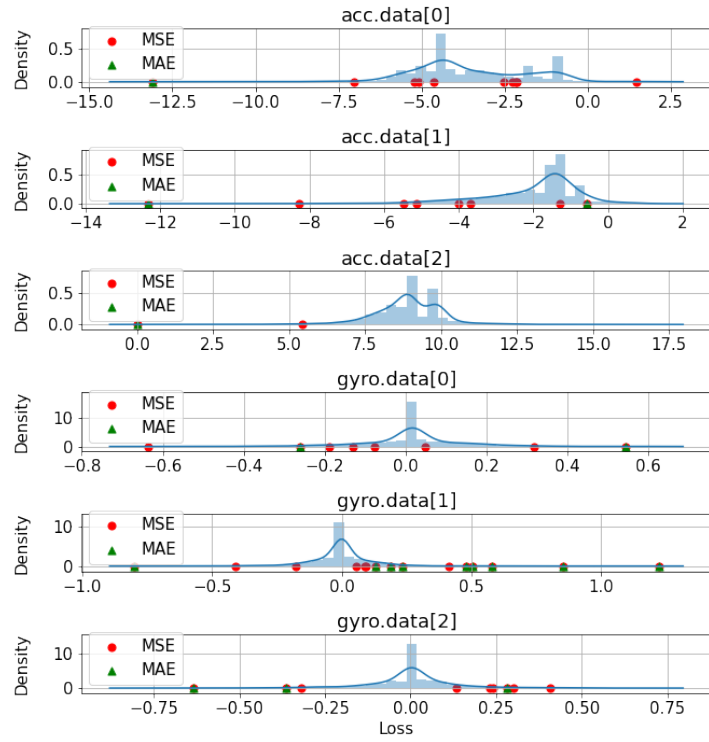 acc.data[0]
Density
0.5
0.0
MSE
MAE
−15.0 −12.5 −10.0 −7.5 −5.0 −2.5 0.0 2.5
acc.data[1]
Density
0.5
0.0
MSE
MAE
−14 −12 −10 −8 −6 −4 −2 0 2
acc.data[2]
Density
0.5
0.0
MSE
MAE
0.0 2.5 5.0 7.5 10.0 12.5 15.0 17.5
gyro.data[0]
Density
10
0
MSE
MAE
−0.8 −0.6 −0.4 −0.2 0.0 0.2 0.4 0.6
gyro.data[1]
Density
10
0
MSE
MAE
−1.0 −0.5 0.0 0.5 1.0
gyro.data[2]
Density
10
0
MSE
MAE
−0.75 −0.50 −0.25 0.00 0.25 0.50 0.75
Loss